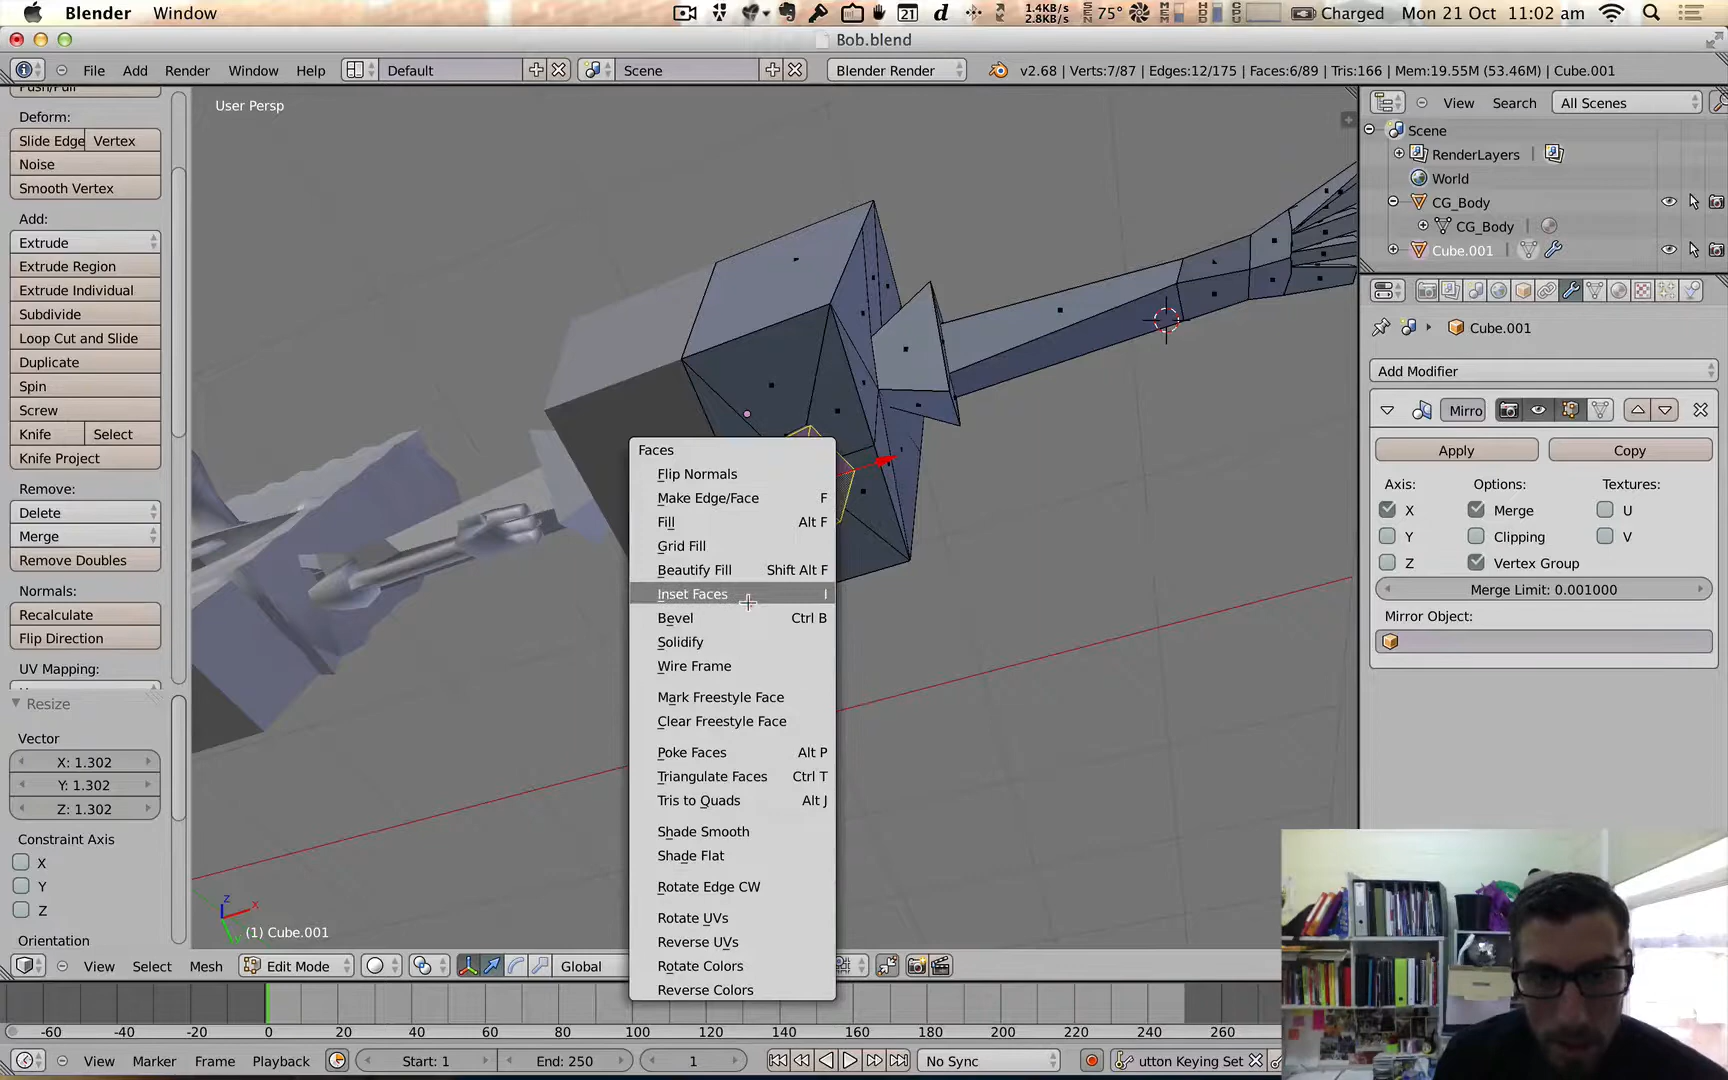 Blender Window 21 d 1.4KB/s 2.8KB/s SEN 75° MEM HD CPU Charged Mon 21 Oct 11:02 am
Bob.blend
File Add Render Window Help Default Scene Blender Render v2.68 | Verts:7/87 | Edges:12/175 | Faces:6/89 | Tris:166 | Mem:19.55M (53.46M) | Cube.001
Push/Pull
Deform:
Slide Edge Vertex
Noise
Smooth Vertex
Add:
Extrude
Extrude Region
Extrude Individual
Subdivide
Loop Cut and Slide
Duplicate
Spin
Screw
Knife Select
Knife Project
Remove:
Delete
Merge
Remove Doubles
Normals:
Recalculate
Flip Direction
UV Mapping:
Resize
Vector
X: 1.302
Y: 1.302
Z: 1.302
Constraint Axis
X
Y
Z
Orientation
User Persp
Faces
Flip Normals
Make Edge/Face F
Fill Alt F
Grid Fill
Beautify Fill Shift Alt F
Inset Faces I
Bevel Ctrl B
Solidify
Wire Frame
Mark Freestyle Face
Clear Freestyle Face
Poke Faces Alt P
Triangulate Faces Ctrl T
Tris to Quads Alt J
Shade Smooth
Shade Flat
Rotate Edge CW
Rotate UVs
Reverse UVs
Rotate Colors
Reverse Colors
z x
(1) Cube.001
View Select Mesh Edit Mode Global
-60 -40 -20 0 20 40 60 80 100 120 140 160 180 200 220 240 260
View Marker Frame Playback Start: 1 End: 250 1 No Sync utton Keying Set
View Search All Scenes
Scene
RenderLayers |
World
CG_Body
CG_Body |
Cube.001 |
Cube.001
Add Modifier
Mirro
Apply Copy
Axis: Options: Textures:
X Merge U
Y Clipping V
Z Vertex Group
Merge Limit: 0.001000
Mirror Object: